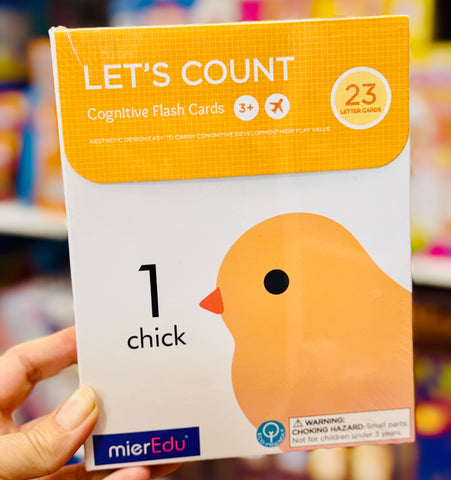 LET'S COUNT
Cognitive Flash Cards 3+
23
LETTER CARDS
AESTHETIC DESIGN/EASY TO CARRY CONGNITIVE DEVELOPMENT/HIGH PLAY VALUE
1
chick
mierEdu
WARNING:
CHOKING HAZARD-Small parts.
Not for children under 3 years.